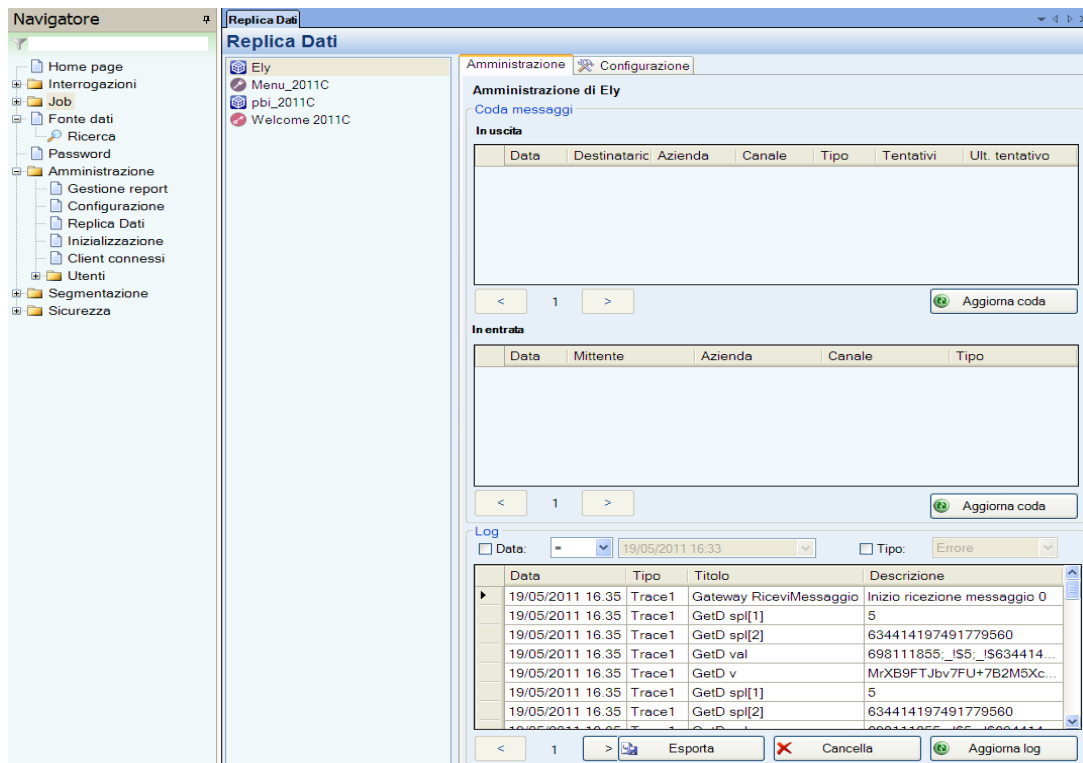 Navigatore
Home page
Interrogazioni
Job
Fonte dati
Ricerca
Password
Amministrazione
Gestione report
Configurazione
Replica Dati
Inizializzazione
Client connessi
Utenti
Segmentazione
Sicurezza
Replica Dati
Replica Dati
Ely
Menu_2011C
pbi_2011C
Welcome 2011C
Amministrazione Configurazione
Amministrazione di Ely
Coda messaggi
In uscita
Data Destinataric Azienda Canale Tipo Tentativi Ult. tentativo
< 1 > Aggiorna coda
In entrata
Data Mittente Azienda Canale Tipo
< 1 > Aggiorna coda
Log
Data: = 19/05/2011 16:33 Tipo: Errore
Data Tipo Titolo Descrizione
19/05/2011 16.35 Trace1 Gateway RiceviMessaggio Inizio ricezione messaggio 0
19/05/2011 16.35 Trace1 GetD spl[1] 5
19/05/2011 16.35 Trace1 GetD spl[2] 634414197491779560
19/05/2011 16.35 Trace1 GetD val 698111855;_!$5;_!$634414...
19/05/2011 16.35 Trace1 GetD v MrXB9FTJbv7FU+7B2M5Xc...
19/05/2011 16.35 Trace1 GetD spl[1] 5
19/05/2011 16.35 Trace1 GetD spl[2] 634414197491779560
< 1 > Esporta Cancella Aggiorna log